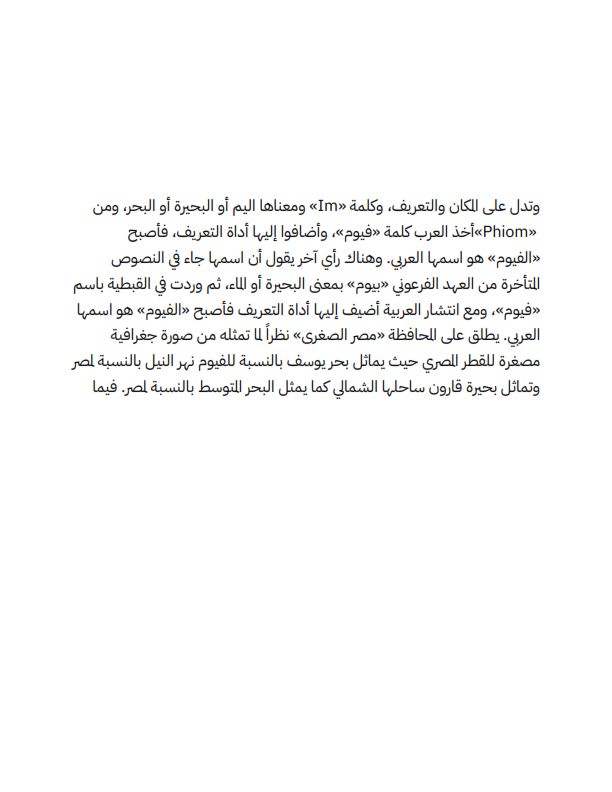 وتدل على المكان والتعريف، وكلمة «Im» ومعناها اليم أو البحيرة أو البحر، ومن
«Phiom»أخذ العرب كلمة «فيوم»، وأضافوا إليها أداة التعريف، فأصبح
«الفيوم» هو اسمها العربي. وهناك رأي آخر يقول أن اسمها جاء في النصوص
المتأخرة من العهد الفرعوني «بيوم» بمعنى البحيرة أو الماء، ثم وردت في القبطية باسم
«فيوم»، ومع انتشار العربية أضيف إليها أداة التعريف فأصبح «الفيوم» هو اسمها
العربي. يطلق على المحافظة «مصر الصغرى» نظراً لما تمثله من صورة جغرافية
مصغرة للقطر المصري حيث يماثل بحر يوسف بالنسبة للفيوم نهر النيل بالنسبة لمصر
وتماثل بحيرة قارون ساحلها الشمالي كما يمثل البحر المتوسط بالنسبة لمصر. فيما